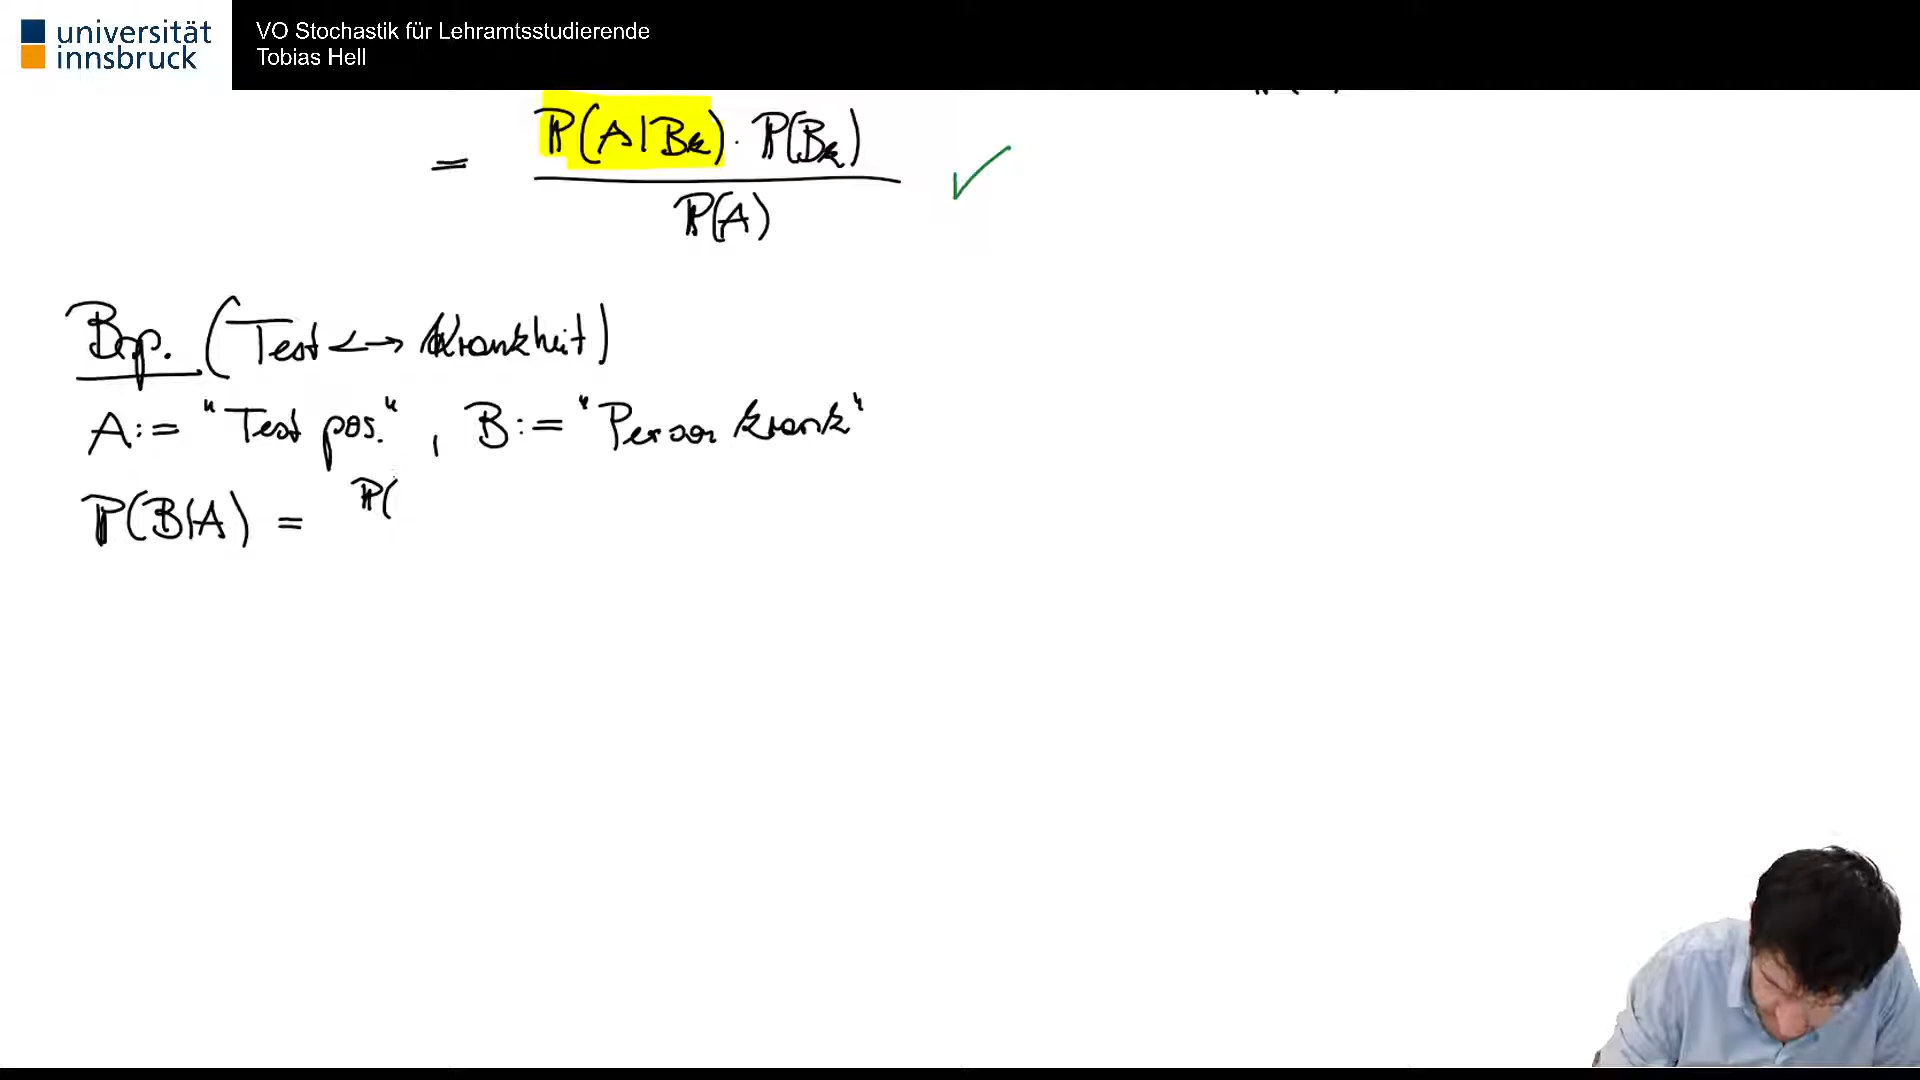 universität
innsbruck
VO Stochastik für Lehramtsstudierende
Tobias Hell
= ℙ(A|Bₖ) · ℙ(Bₖ) ✓
ℙ(A)
Bsp. (Test ↔ Krankheit)
A := "Test pos." , B := "Person krank"
ℙ(B|A) = ℙ(